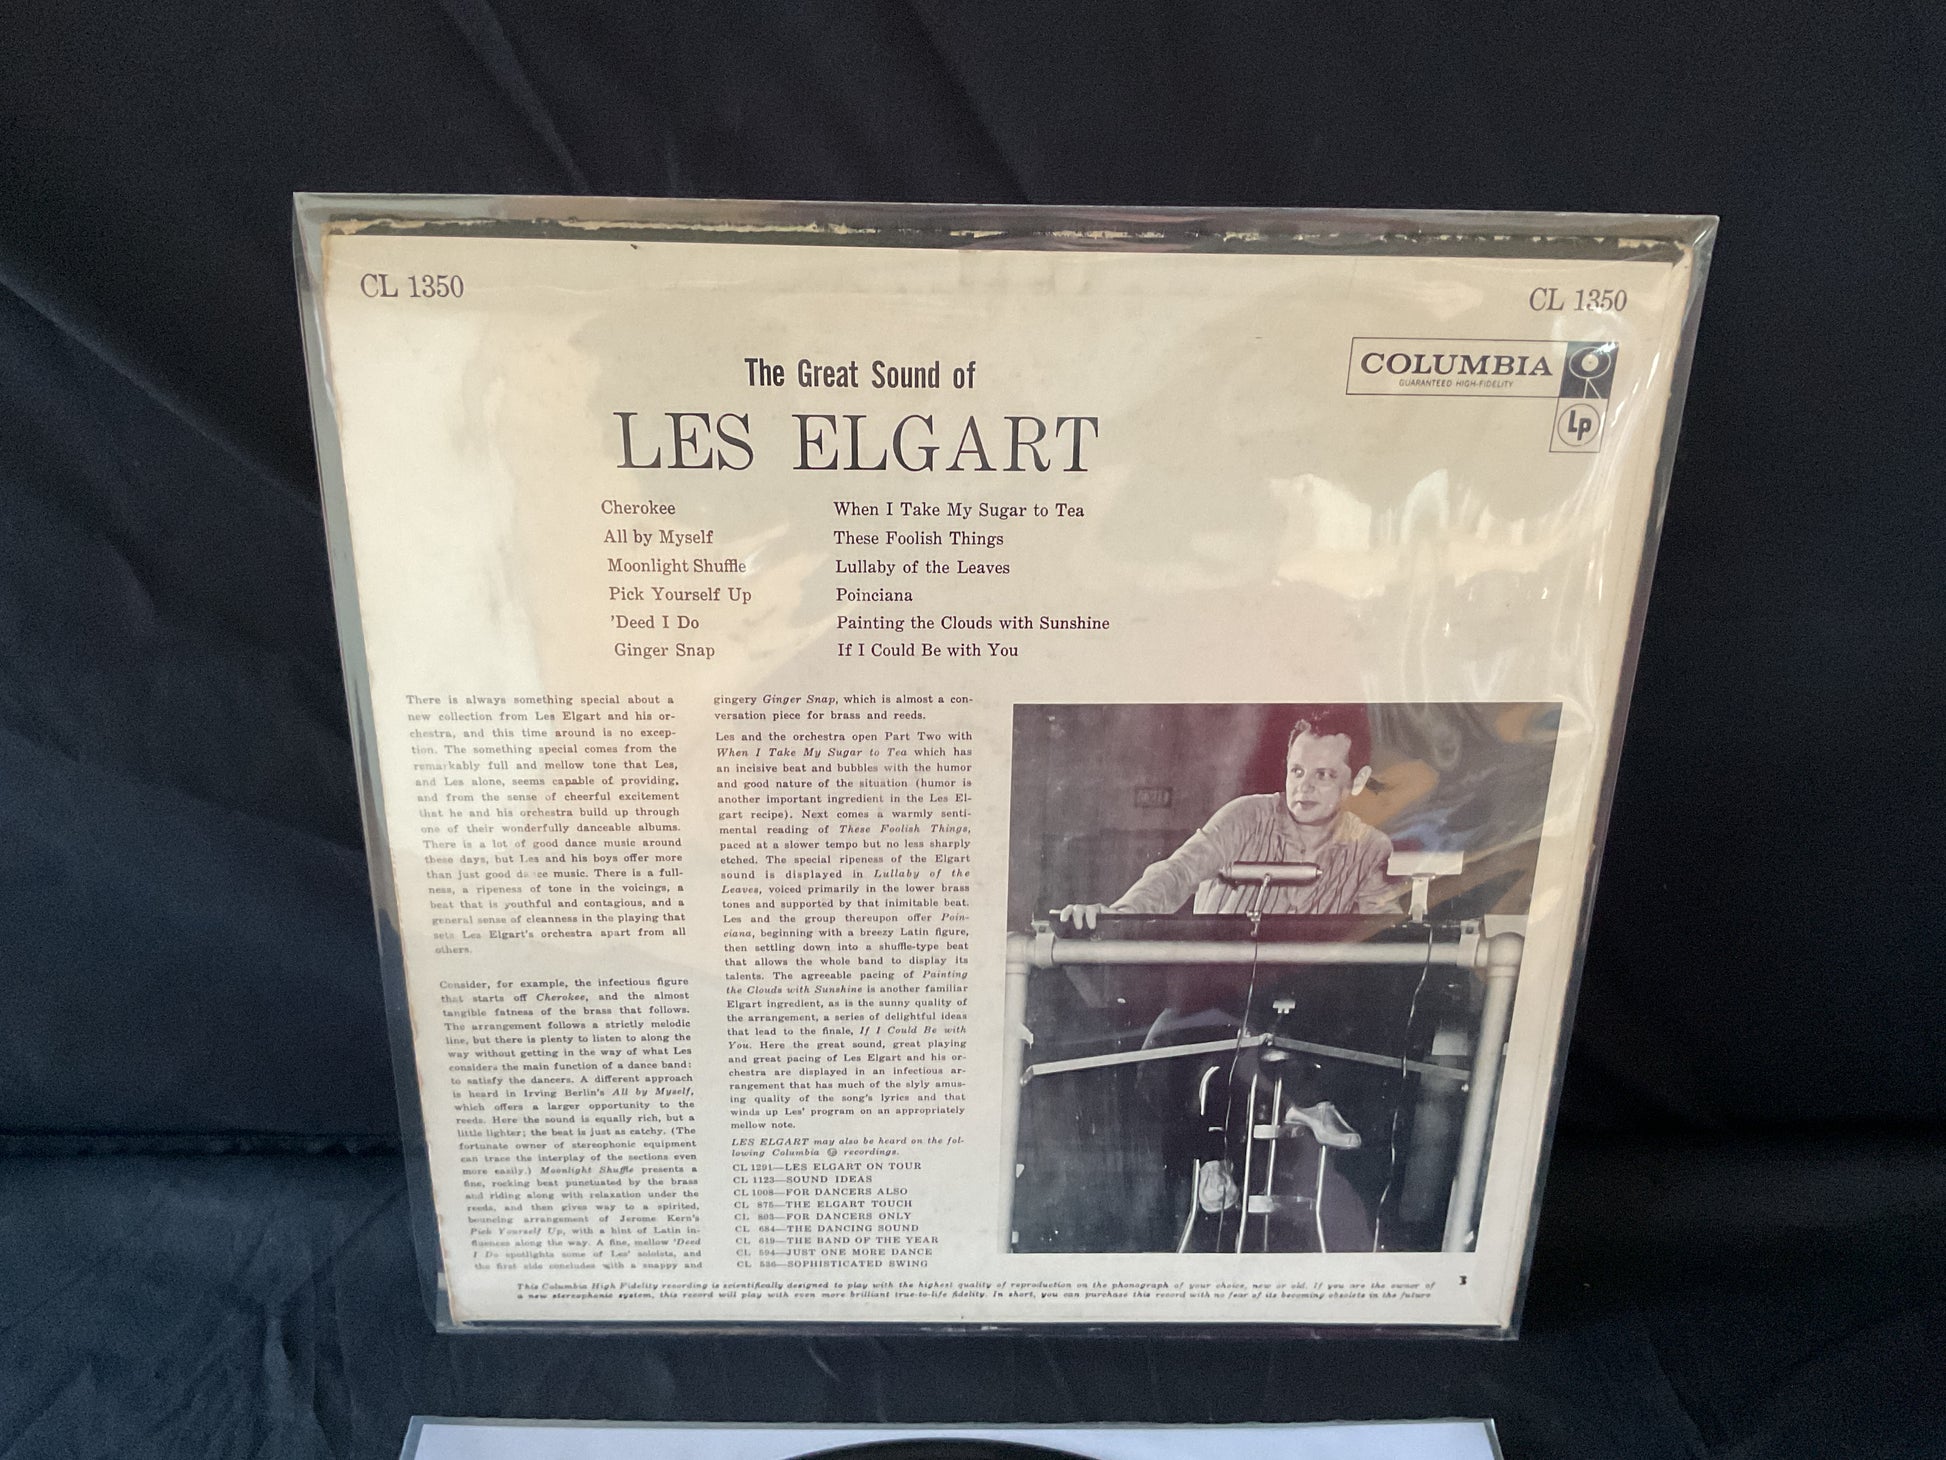 CL 1350
CL 1350
COLUMBIA
GUARANTEED HIGH-FIDELITY
Lp
The Great Sound of
LES ELGART
Cherokee
All by Myself
Moonlight Shuffle
Pick Yourself Up
'Deed I Do
Ginger Snap
When I Take My Sugar to Tea
These Foolish Things
Lullaby of the Leaves
Poinciana
Painting the Clouds with Sunshine
If I Could Be with You
There is always something special about a
new collection from Les Elgart and his or-
chestra, and this time around is no excep-
tion. The something special comes from the
remarkably full and mellow tone that Les,
and Les alone, seems capable of providing,
and from the sense of cheerful excitement
that he and his orchestra build up through
one of their wonderfully danceable albums.
There is a lot of good dance music around
these days, but Les and his boys offer more
than just good dance music. There is a full-
ness, a ripeness of tone in the voicings, a
beat that is youthful and contagious, and a
general sense of cleanness in the playing that
sets Les Elgart's orchestra apart from all
others.
Consider, for example, the infectious figure
that starts off Cherokee, and the almost
tangible fatness of the brass that follows.
The arrangement follows a strictly melodic
line, but there is plenty to listen to along the
way without getting in the way of what Les
considers the main function of a dance band:
to satisfy the dancers. A different approach
is heard in Irving Berlin's All by Myself,
which offers a larger opportunity to the
reeds. Here the sound is equally rich, but a
little lighter; the beat is just as catchy. (The
fortunate owner of stereophonic equipment
can trace the interplay of the sections even
more easily.) Moonlight Shuffle presents a
fine, rocking beat punctuated by the brass
and riding along with relaxation under the
reeds, and then gives way to a spirited,
bouncing arrangement of Jerome Kern's
Pick Yourself Up, with a hint of Latin in-
fluences along the way. A fine, mellow 'Deed
I Do spotlights some of Les' soloists, and
the first side concludes with a snappy and
gingery Ginger Snap, which is almost a con-
versation piece for brass and reeds.
Les and the orchestra open Part Two with
When I Take My Sugar to Tea which has
an incisive beat and bubbles with the humor
and good nature of the situation (humor is
another important ingredient in the Les El-
gart recipe). Next comes a warmly senti-
mental reading of These Foolish Things,
paced at a slower tempo but no less sharply
etched. The special ripeness of the Elgart
sound is displayed in Lullaby of the
Leaves, voiced primarily in the lower brass
tones and supported by that inimitable beat.
Les and the group thereupon offer Poin-
ciana, beginning with a breezy Latin figure,
then settling down into a shuffle-type beat
that allows the whole band to display its
talents. The agreeable pacing of Painting
the Clouds with Sunshine is another familiar
Elgart ingredient, as is the sunny quality of
the arrangement, a series of delightful ideas
that lead to the finale, If I Could Be with
You. Here the great sound, great playing
and great pacing of Les Elgart and his or-
chestra are displayed in an infectious ar-
rangement that has much of the slyly amus-
ing quality of the song's lyrics and that
winds up Les' program on an appropriately
mellow note.
LES ELGART may also be heard on the fol-
lowing Columbia recordings.
CL 1291—LES ELGART ON TOUR
CL 1123—SOUND IDEAS
CL 1008—FOR DANCERS ALSO
CL 875—THE ELGART TOUCH
CL 803—FOR DANCERS ONLY
CL 684—THE DANCING SOUND
CL 619—THE BAND OF THE YEAR
CL 594—JUST ONE MORE DANCE
CL 536—SOPHISTICATED SWING
This Columbia High Fidelity recording is scientifically designed to play with the highest quality of reproduction on the phonograph of your choice, new or old. If you are the owner of
a new stereophonic system, this record will play with even more brilliant true-to-life fidelity. In short, you can purchase this record with no fear of its becoming obsolete in the future
3